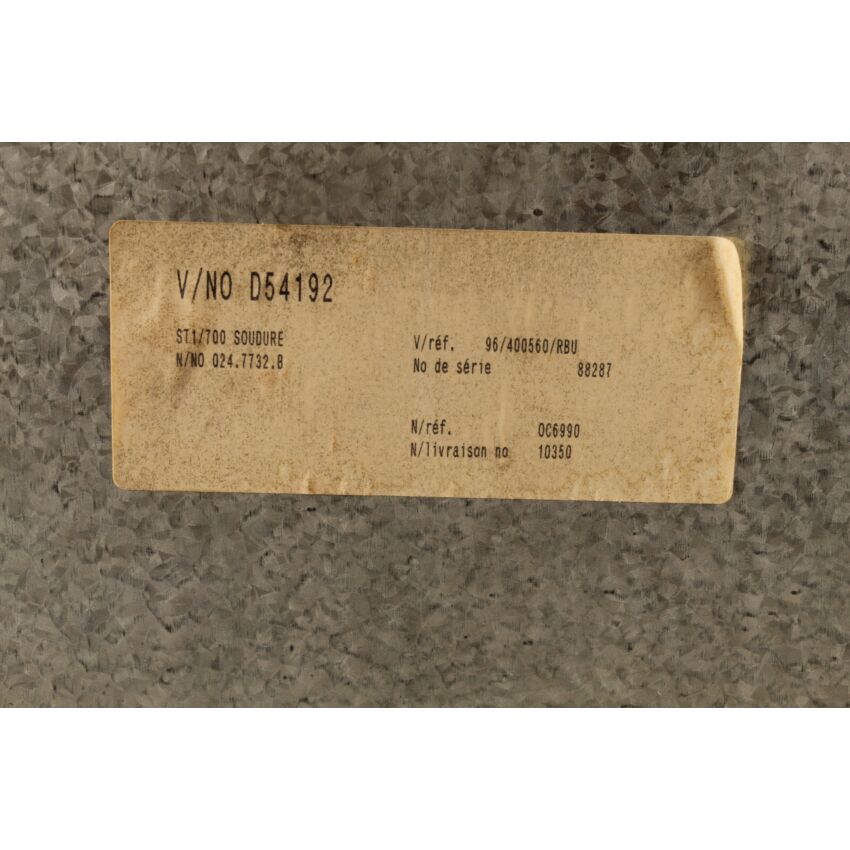 V/NO D54192
ST1/700 SOUDURE
N/NO 024.7732.B
V/réf. 96/400560/RBU
No de série 88287
N/réf. OC6990
N/livraison no 10350